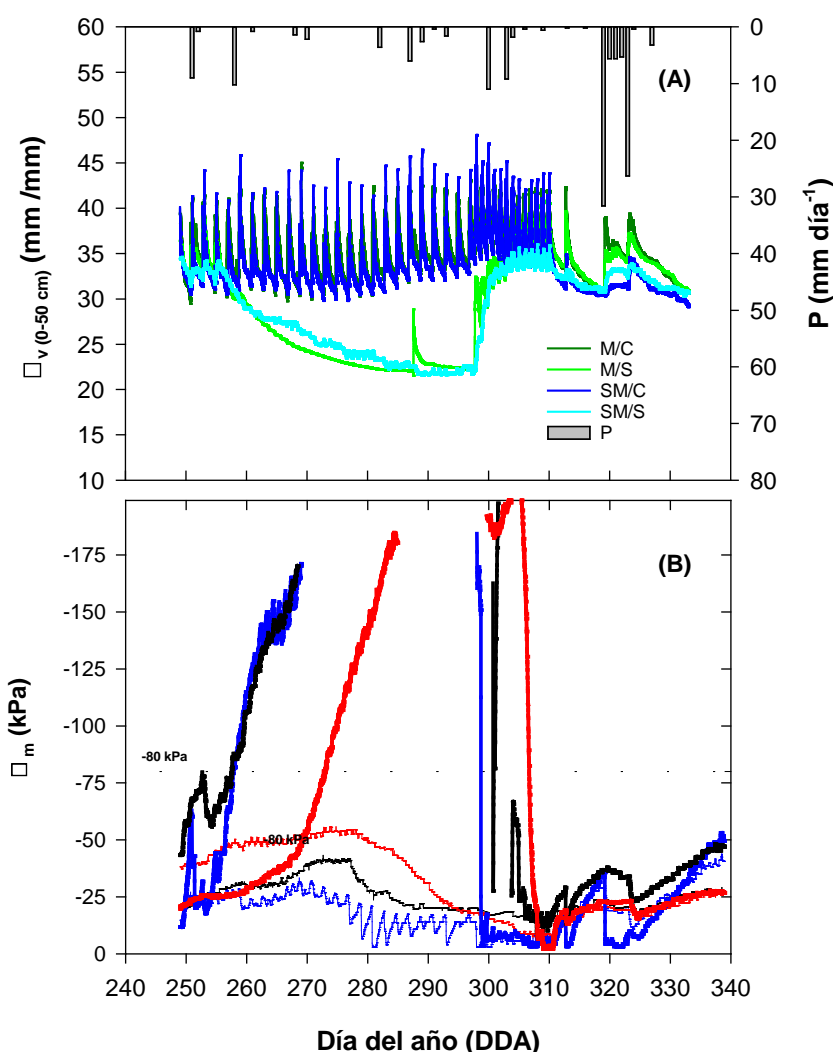 60
55
50
45
40
35
30
25
20
15
10
□v (0-50 cm) (mm /mm)
(A)
M/C
M/S
SM/C
SM/S
P
0
10
20
30
40
50
60
70
80
P (mm día-1)
-175
-150
-125
-100
-75
-50
-25
0
□m (kPa)
(B)
-80 kPa
-80 kPa
240 250 260 270 280 290 300 310 320 330 340
Día del año (DDA)